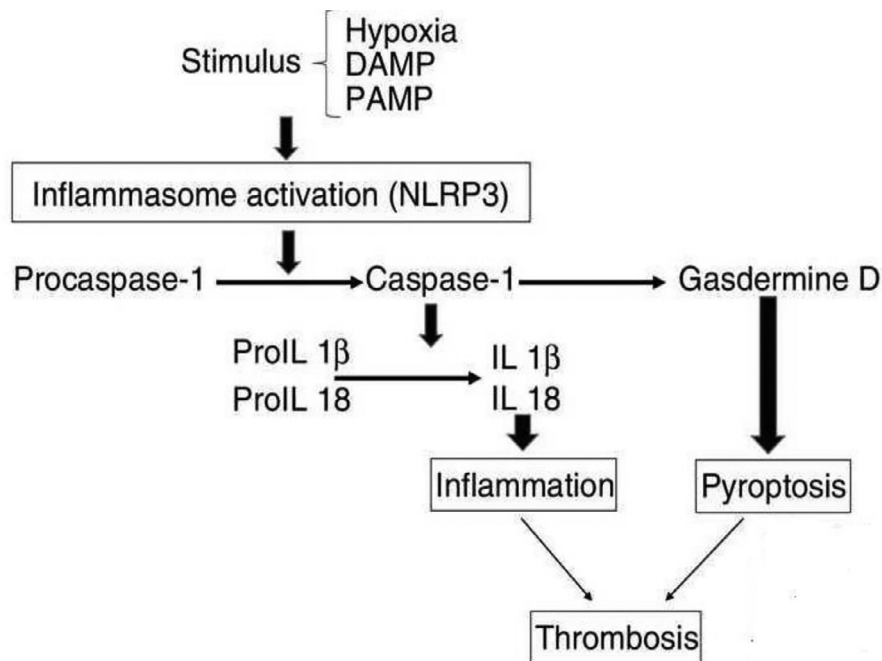 Stimulus
Hypoxia
DAMP
PAMP
Inflammasome activation (NLRP3)
Procaspase-1 Caspase-1 Gasdermine D
ProIL 1β IL 1β
ProIL 18 IL 18
Inflammation Pyroptosis
Thrombosis